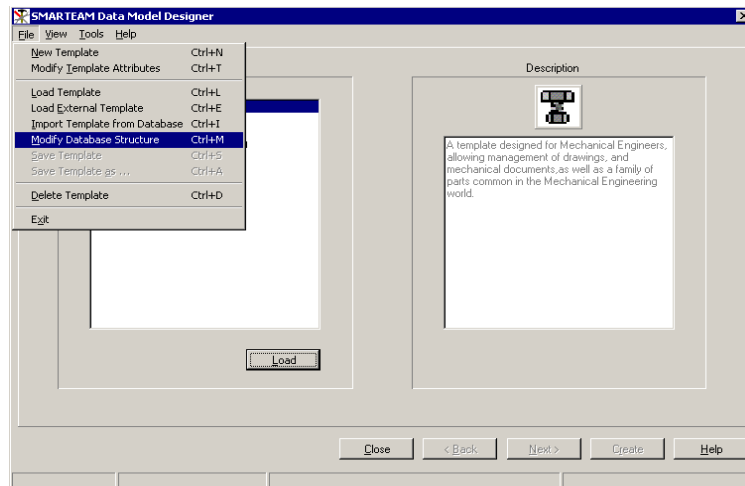 SMARTEAM Data Model Designer
File View Tools Help
New Template Ctrl+N
Modify Template Attributes Ctrl+T
Load Template Ctrl+L
Load External Template Ctrl+E
Import Template from Database Ctrl+I
Modify Database Structure Ctrl+M
Save Template Ctrl+S
Save Template as ... Ctrl+A
Delete Template Ctrl+D
Exit
Description
A template designed for Mechanical Engineers,
allowing management of drawings, and
mechanical documents,as well as a family of
parts common in the Mechanical Engineering
world.
Load
Close < Back Next > Create Help